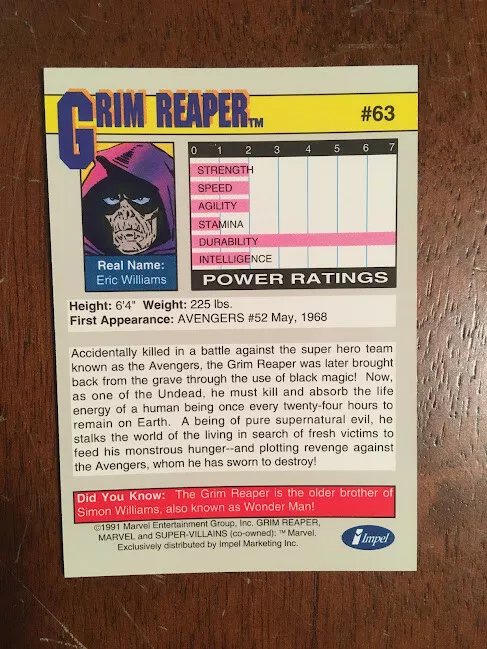 GRIM REAPER™
#63
0 1 2 3 4 5 6 7
STRENGTH
SPEED
AGILITY
STAMINA
DURABILITY
INTELLIGENCE
POWER RATINGS
Real Name:
Eric Williams
Height: 6'4" Weight: 225 lbs.
First Appearance: AVENGERS #52 May, 1968
Accidentally killed in a battle against the super hero team
known as the Avengers, the Grim Reaper was later brought
back from the grave through the use of black magic! Now,
as one of the Undead, he must kill and absorb the life
energy of a human being once every twenty-four hours to
remain on Earth. A being of pure supernatural evil, he
stalks the world of the living in search of fresh victims to
feed his monstrous hunger--and plotting revenge against
the Avengers, whom he has sworn to destroy!
Did You Know: The Grim Reaper is the older brother of
Simon Williams, also known as Wonder Man!
©1991 Marvel Entertainment Group, Inc. GRIM REAPER,
MARVEL and SUPER-VILLAINS (co-owned): ™ Marvel.
Exclusively distributed by Impel Marketing Inc.
Impel